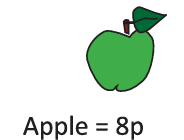 Apple = 8p